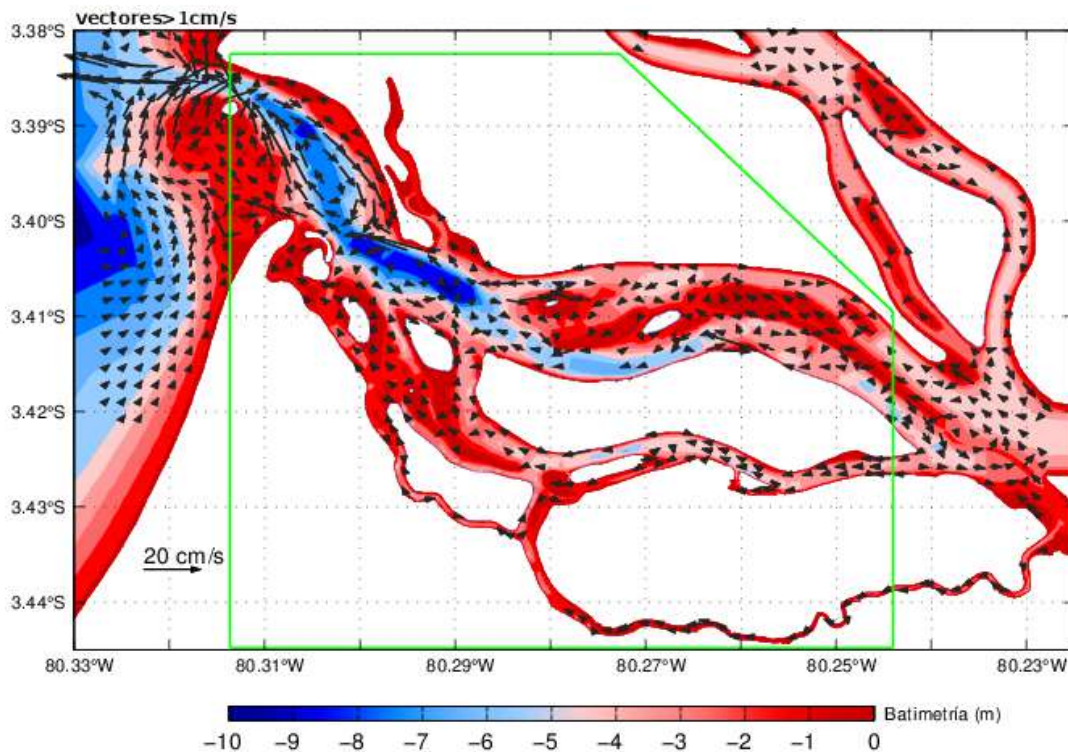 vectores>1cm/s
3.38°S
3.39°S
3.40°S
3.41°S
3.42°S
3.43°S
3.44°S
20 cm/s
80.33°W 80.31°W 80.29°W 80.27°W 80.25°W 80.23°W
Batimetría (m)
−10 −9 −8 −7 −6 −5 −4 −3 −2 −1 0